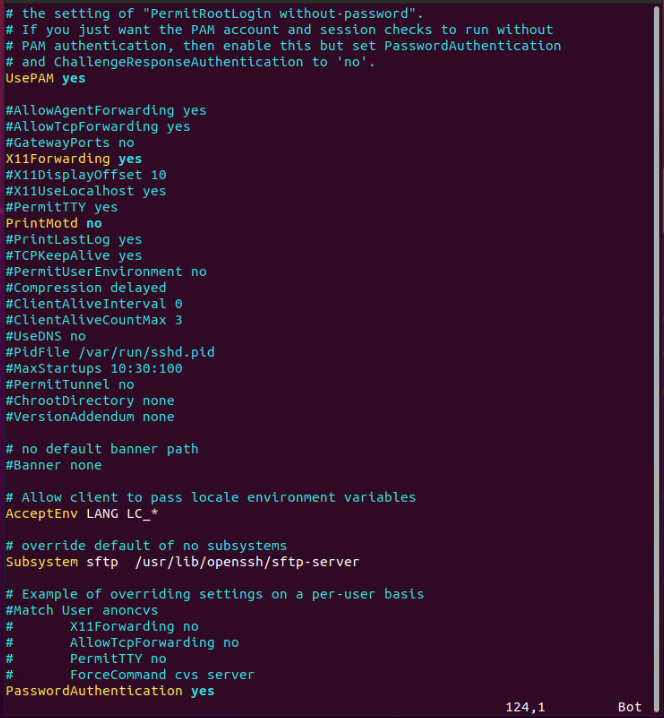 # the setting of "PermitRootLogin without-password".
# If you just want the PAM account and session checks to run without
# PAM authentication, then enable this but set PasswordAuthentication
# and ChallengeResponseAuthentication to 'no'.
UsePAM yes

#AllowAgentForwarding yes
#AllowTcpForwarding yes
#GatewayPorts no
X11Forwarding yes
#X11DisplayOffset 10
#X11UseLocalhost yes
#PermitTTY yes
PrintMotd no
#PrintLastLog yes
#TCPKeepAlive yes
#PermitUserEnvironment no
#Compression delayed
#ClientAliveInterval 0
#ClientAliveCountMax 3
#UseDNS no
#PidFile /var/run/sshd.pid
#MaxStartups 10:30:100
#PermitTunnel no
#ChrootDirectory none
#VersionAddendum none

# no default banner path
#Banner none

# Allow client to pass locale environment variables
AcceptEnv LANG LC_*

# override default of no subsystems
Subsystem sftp  /usr/lib/openssh/sftp-server

# Example of overriding settings on a per-user basis
#Match User anoncvs
#       X11Forwarding no
#       AllowTcpForwarding no
#       PermitTTY no
#       ForceCommand cvs server
PasswordAuthentication yes
124,1         Bot